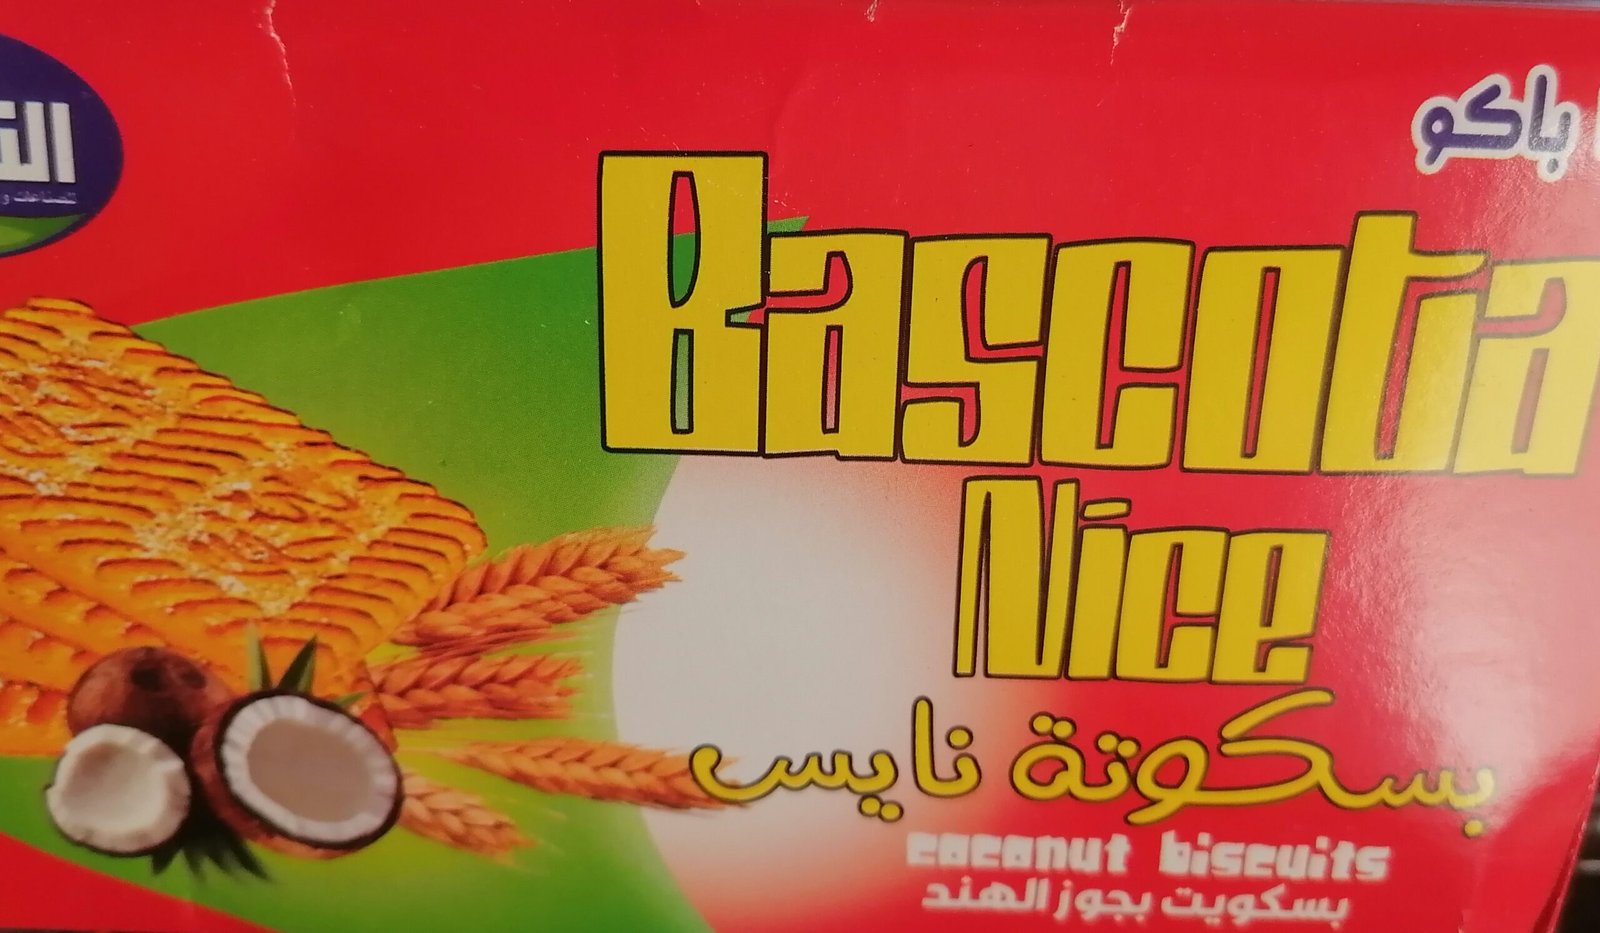 باكو
Bascota
Nice
بسكوتة نايس
coconut biscuits
بسكويت بجوز الهند